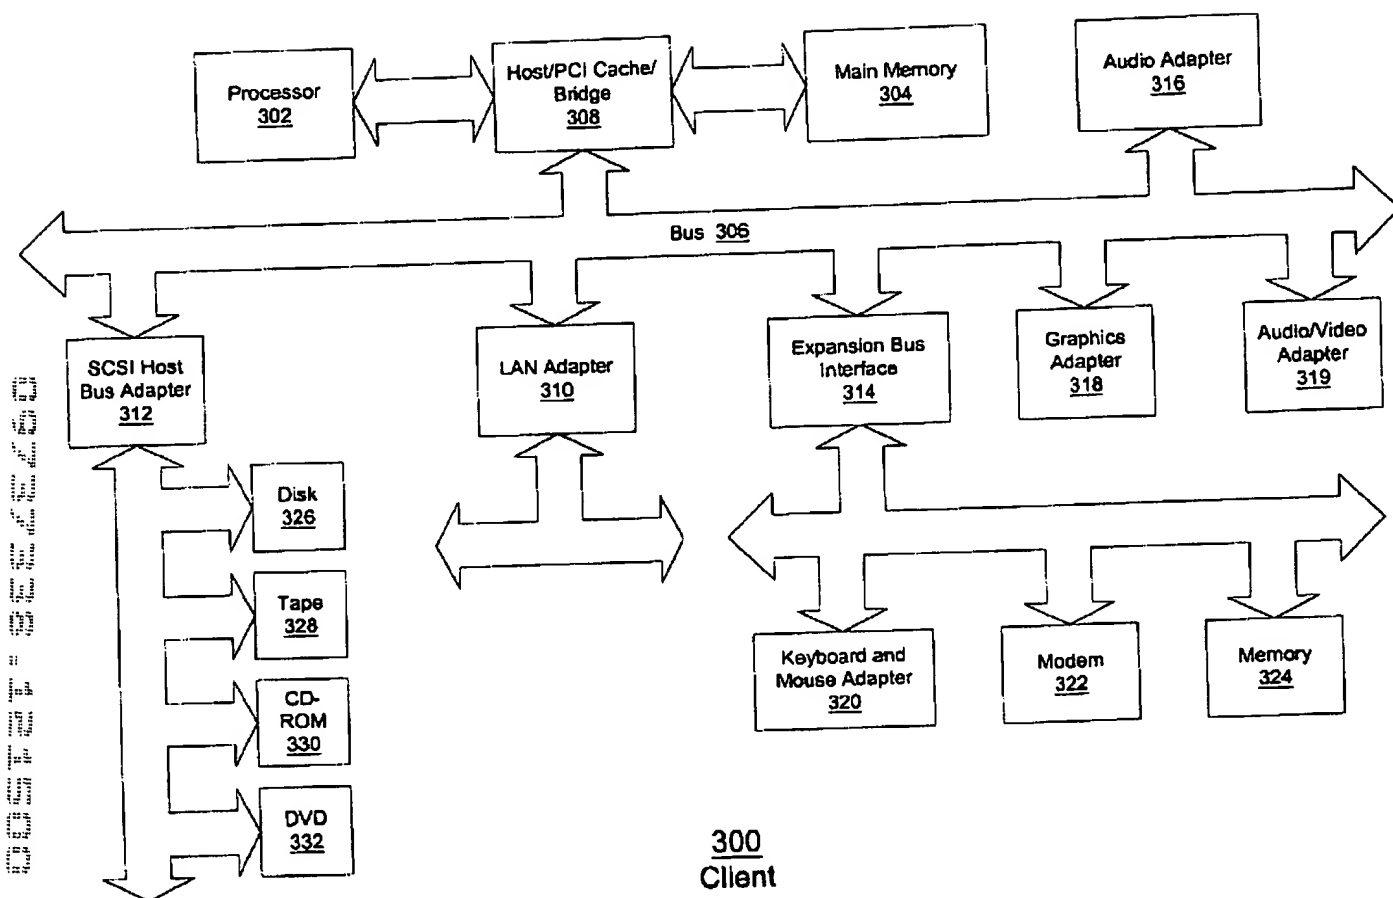 Processor
302
Host/PCI Cache/
Bridge
308
Main Memory
304
Audio Adapter
316
Bus 306
SCSI Host
Bus Adapter
312
LAN Adapter
310
Expansion Bus
Interface
314
Graphics
Adapter
318
Audio/Video
Adapter
319
Disk
326
Tape
328
CD-
ROM
330
DVD
332
Keyboard and
Mouse Adapter
320
Modem
322
Memory
324
300
Client